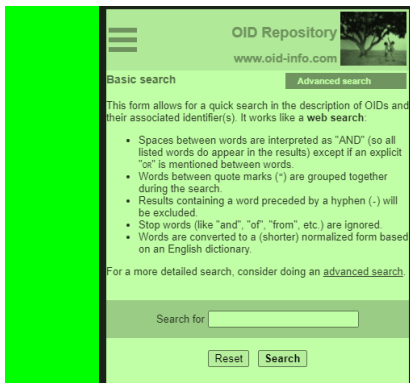 OID Repository
www.oid-info.com
Basic search
Advanced search
This form allows for a quick search in the description of OIDs and
their associated identifier(s). It works like a web search:
• Spaces between words are interpreted as "AND" (so all
listed words do appear in the results) except if an explicit
"OR" is mentioned between words.
• Words between quote marks (") are grouped together
during the search.
• Results containing a word preceded by a hyphen (-) will
be excluded.
• Stop words (like "and", "of", "from", etc.) are ignored.
• Words are converted to a (shorter) normalized form based
on an English dictionary.
For a more detailed search, consider doing an advanced search.
Search for
Reset Search